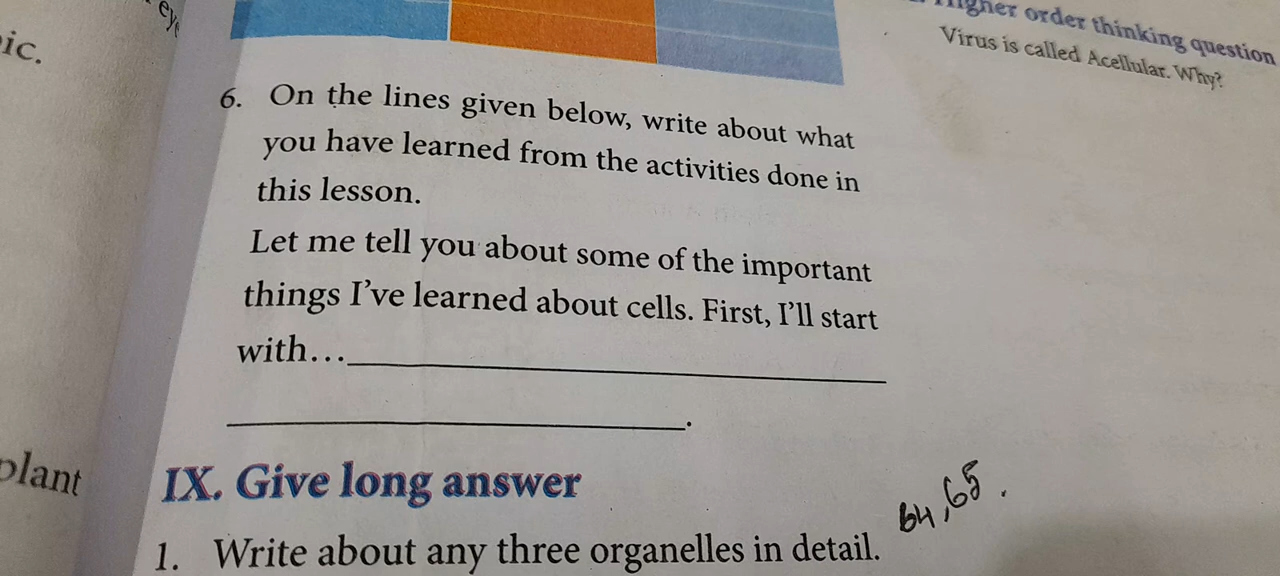 eye
ic.
plant
6. On the lines given below, write about what
you have learned from the activities done in
this lesson.
Let me tell you about some of the important
things I've learned about cells. First, I'll start
with...
.
IX. Give long answer
1. Write about any three organelles in detail.
64,65.
Higher order thinking question
Virus is called Acellular. Why?